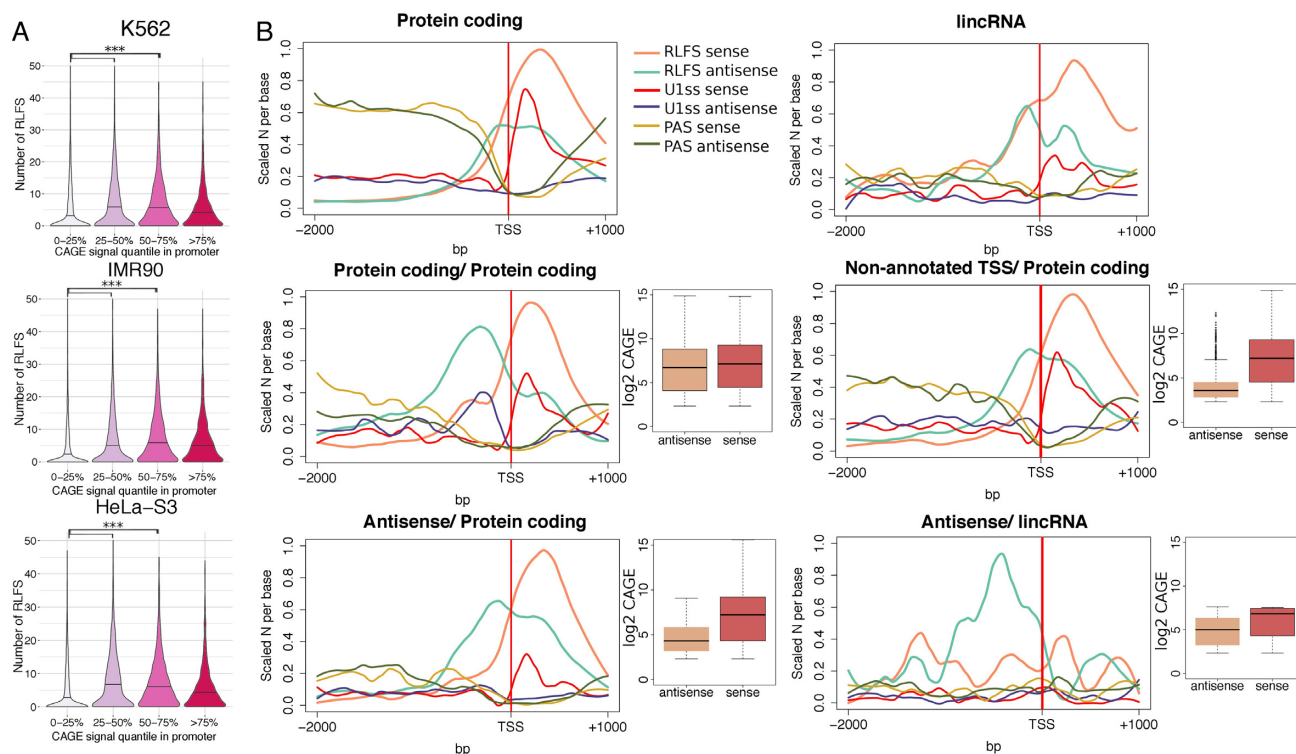 A
K562
***
Number of RLFS
50
40
30
20
10
0
0−25%
25−50%
50−75%
>75%
CAGE signal quantile in promoter
IMR90
***
Number of RLFS
50
40
30
20
10
0
0−25%
25−50%
50−75%
>75%
CAGE signal quantile in promoter
HeLa−S3
***
Number of RLFS
50
40
30
20
10
0
0−25%
25−50%
50−75%
>75%
CAGE signal quantile in promoter
B
Protein coding
Scaled N per base
1.0
0.8
0.6
0.4
0.2
0.0
−2000
TSS
+1000
bp
RLFS sense
RLFS antisense
U1ss sense
U1ss antisense
PAS sense
PAS antisense
lincRNA
Scaled N per base
1.0
0.8
0.6
0.4
0.2
0.0
−2000
TSS
+1000
bp
Protein coding/ Protein coding
Scaled N per base
1.0
0.8
0.6
0.4
0.2
0.0
−2000
TSS
+1000
bp
log2 CAGE
15
10
5
0
antisense
sense
Non-annotated TSS/ Protein coding
Scaled N per base
1.0
0.8
0.6
0.4
0.2
0.0
−2000
TSS
+1000
bp
log2 CAGE
15
10
5
0
antisense
sense
Antisense/ Protein coding
Scaled N per base
1.0
0.8
0.6
0.4
0.2
0.0
−2000
TSS
+1000
bp
log2 CAGE
15
10
5
0
antisense
sense
Antisense/ lincRNA
Scaled N per base
1.0
0.8
0.6
0.4
0.2
0.0
−2000
TSS
+1000
bp
log2 CAGE
15
10
5
0
antisense
sense